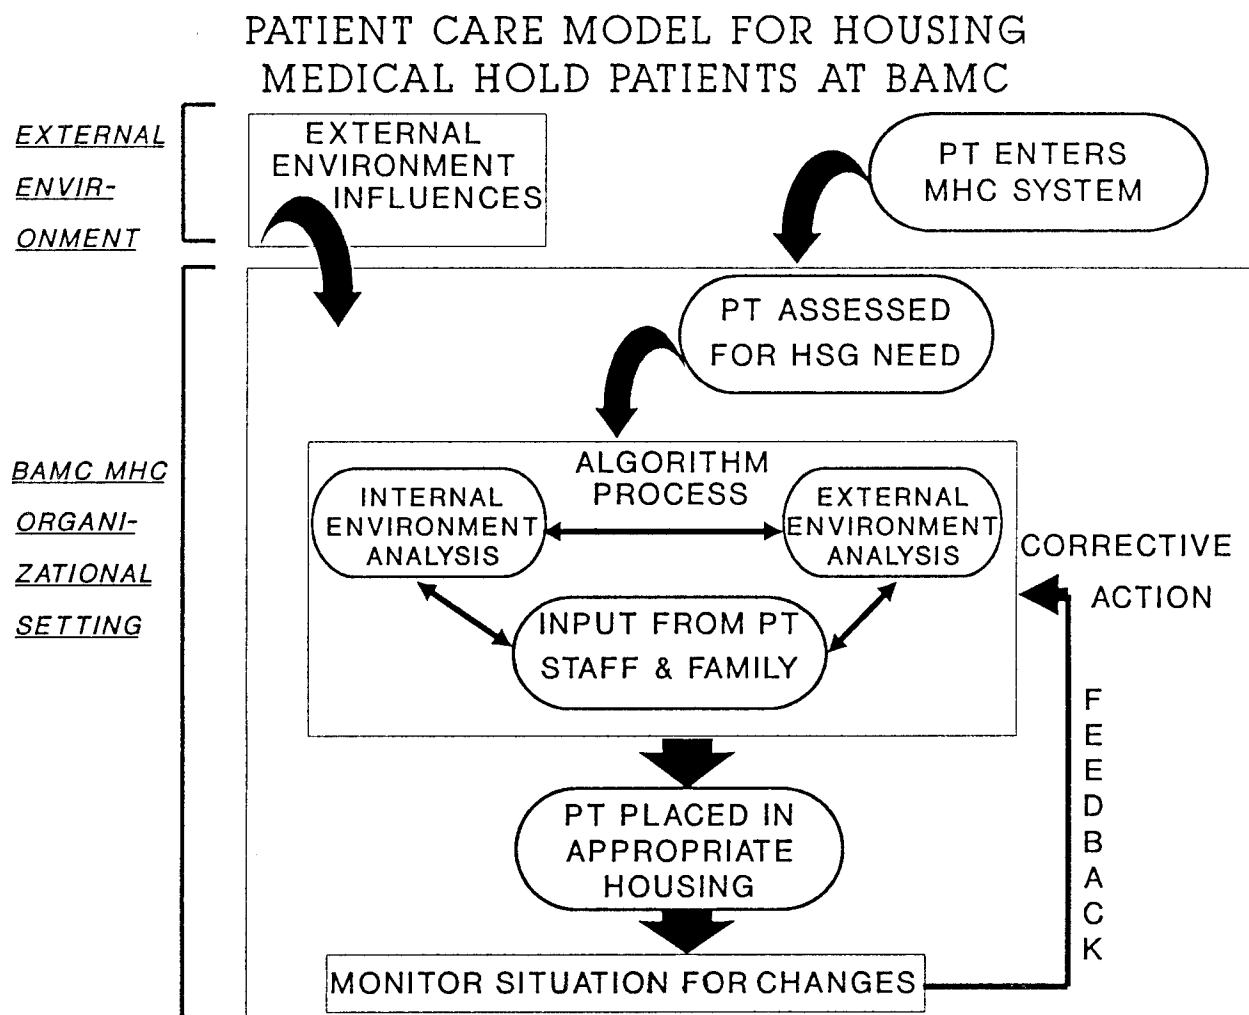 PATIENT CARE MODEL FOR HOUSING
MEDICAL HOLD PATIENTS AT BAMC
EXTERNAL
ENVIR-
ONMENT
EXTERNAL
ENVIRONMENT
INFLUENCES
PT ENTERS
MHC SYSTEM
PT ASSESSED
FOR HSG NEED
BAMC MHC
ORGANI-
ZATIONAL
SETTING
ALGORITHM
PROCESS
INTERNAL
ENVIRONMENT
ANALYSIS
EXTERNAL
ENVIRONMENT
ANALYSIS
INPUT FROM PT
STAFF & FAMILY
CORRECTIVE
ACTION
FEEDBACK
PT PLACED IN
APPROPRIATE
HOUSING
MONITOR SITUATION FOR CHANGES